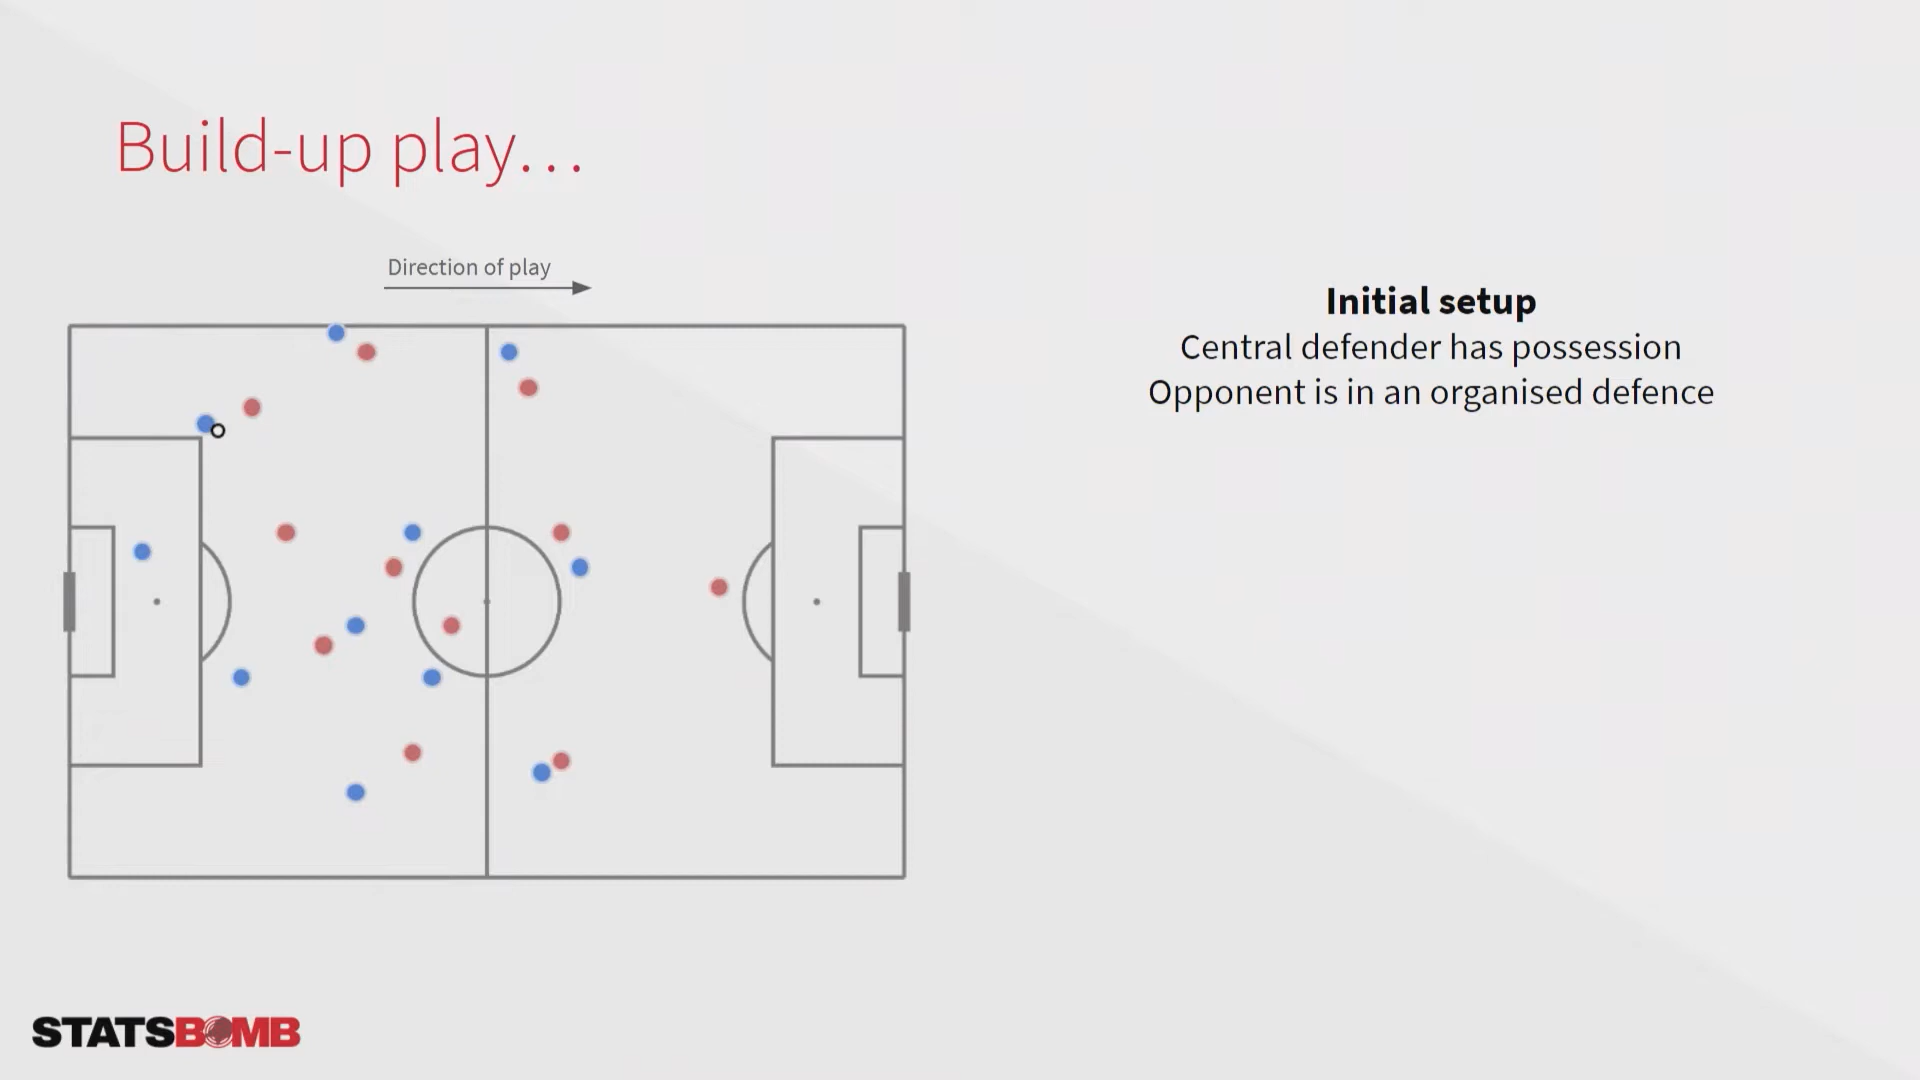 Build-up play...
Direction of play
Initial setup
Central defender has possession
Opponent is in an organised defence
STATSBOMB